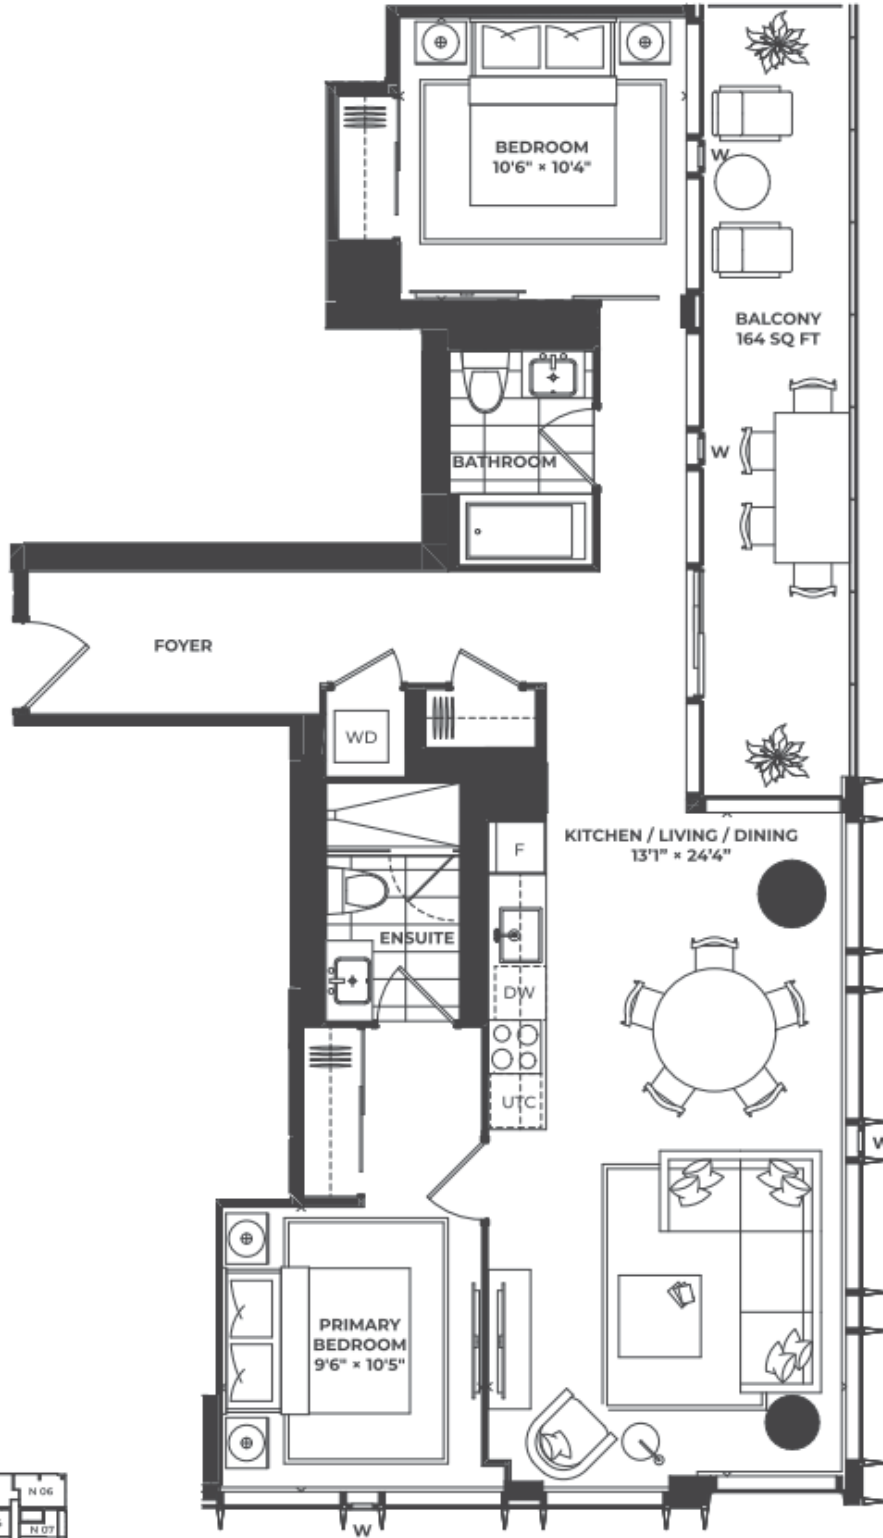 BEDROOM
10'6" × 10'4"
W
BALCONY
164 SQ FT
W
BATHROOM
FOYER
WD
KITCHEN / LIVING / DINING
13'1" × 24'4"
F
ENSUITE
DW
UTC
W
PRIMARY
BEDROOM
9'6" × 10'5"
N 06
N 07
W